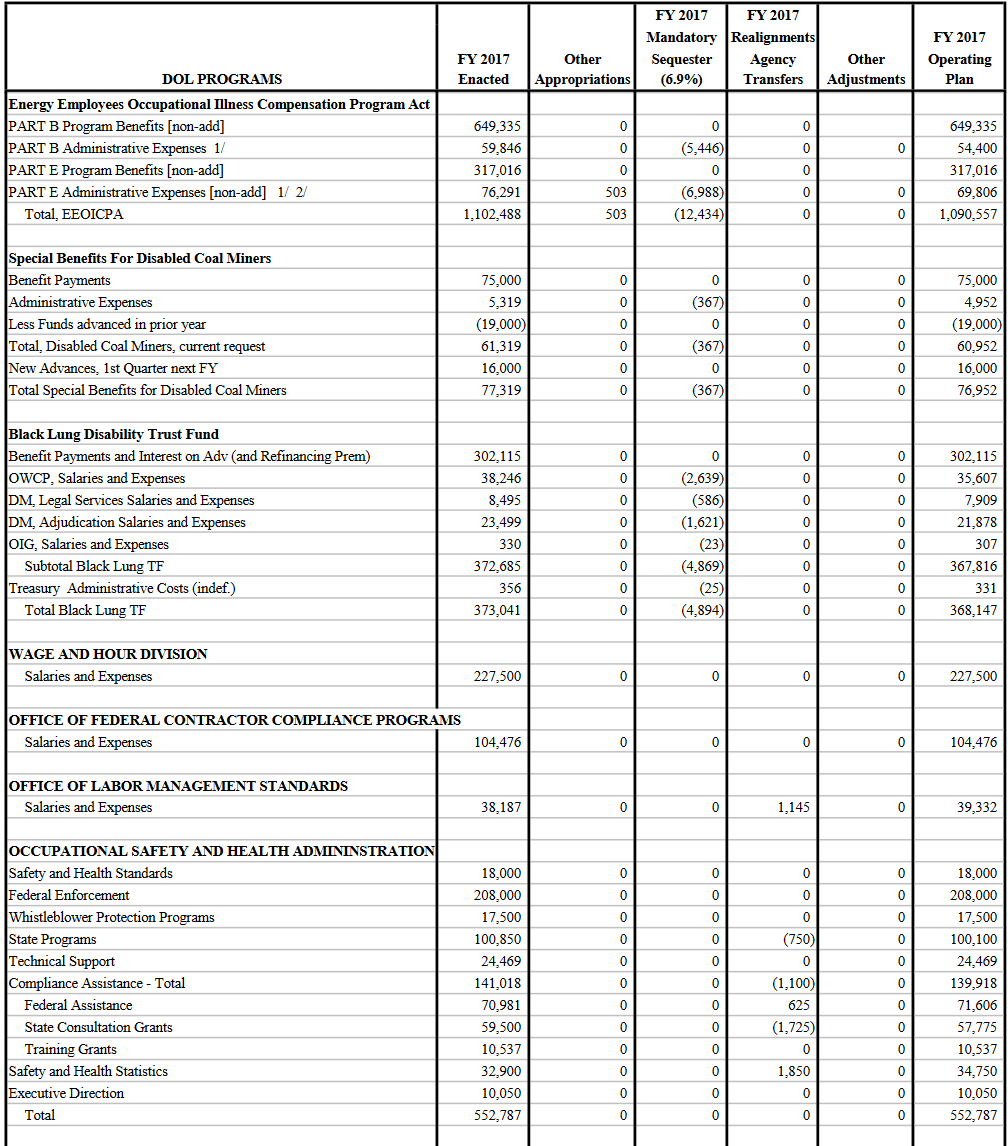 FY 2017 FY 2017
Mandatory Realignments FY 2017
FY 2017 Other Sequester Agency Other Operating
DOL PROGRAMS Enacted Appropriations (6.9%) Transfers Adjustments Plan
Energy Employees Occupational Illness Compensation Program Act
PART B Program Benefits [non-add] 649,335 0 0 0 649,335
PART B Administrative Expenses 1/ 59,846 0 (5,446) 0 0 54,400
PART E Program Benefits [non-add] 317,016 0 0 0 317,016
PART E Administrative Expenses [non-add] 1/ 2/ 76,291 503 (6,988) 0 0 69,806
Total, EEOICPA 1,102,488 503 (12,434) 0 0 1,090,557
Special Benefits For Disabled Coal Miners
Benefit Payments 75,000 0 0 0 0 75,000
Administrative Expenses 5,319 0 (367) 0 0 4,952
Less Funds advanced in prior year (19,000) 0 0 0 0 (19,000)
Total, Disabled Coal Miners, current request 61,319 0 (367) 0 0 60,952
New Advances, 1st Quarter next FY 16,000 0 0 0 0 16,000
Total Special Benefits for Disabled Coal Miners 77,319 0 (367) 0 0 76,952
Black Lung Disability Trust Fund
Benefit Payments and Interest on Adv (and Refinancing Prem) 302,115 0 0 0 0 302,115
OWCP, Salaries and Expenses 38,246 0 (2,639) 0 0 35,607
DM, Legal Services Salaries and Expenses 8,495 0 (586) 0 0 7,909
DM, Adjudication Salaries and Expenses 23,499 0 (1,621) 0 0 21,878
OIG, Salaries and Expenses 330 0 (23) 0 0 307
Subtotal Black Lung TF 372,685 0 (4,869) 0 0 367,816
Treasury Administrative Costs (indef.) 356 0 (25) 0 0 331
Total Black Lung TF 373,041 0 (4,894) 0 0 368,147
WAGE AND HOUR DIVISION
Salaries and Expenses 227,500 0 0 0 0 227,500
OFFICE OF FEDERAL CONTRACTOR COMPLIANCE PROGRAMS
Salaries and Expenses 104,476 0 0 0 0 104,476
OFFICE OF LABOR MANAGEMENT STANDARDS
Salaries and Expenses 38,187 0 0 1,145 0 39,332
OCCUPATIONAL SAFETY AND HEALTH ADMININSTRATION
Safety and Health Standards 18,000 0 0 0 0 18,000
Federal Enforcement 208,000 0 0 0 0 208,000
Whistleblower Protection Programs 17,500 0 0 0 0 17,500
State Programs 100,850 0 0 (750) 0 100,100
Technical Support 24,469 0 0 0 0 24,469
Compliance Assistance - Total 141,018 0 0 (1,100) 0 139,918
Federal Assistance 70,981 0 0 625 0 71,606
State Consultation Grants 59,500 0 0 (1,725) 0 57,775
Training Grants 10,537 0 0 0 0 10,537
Safety and Health Statistics 32,900 0 0 1,850 0 34,750
Executive Direction 10,050 0 0 0 0 10,050
Total 552,787 0 0 0 0 552,787